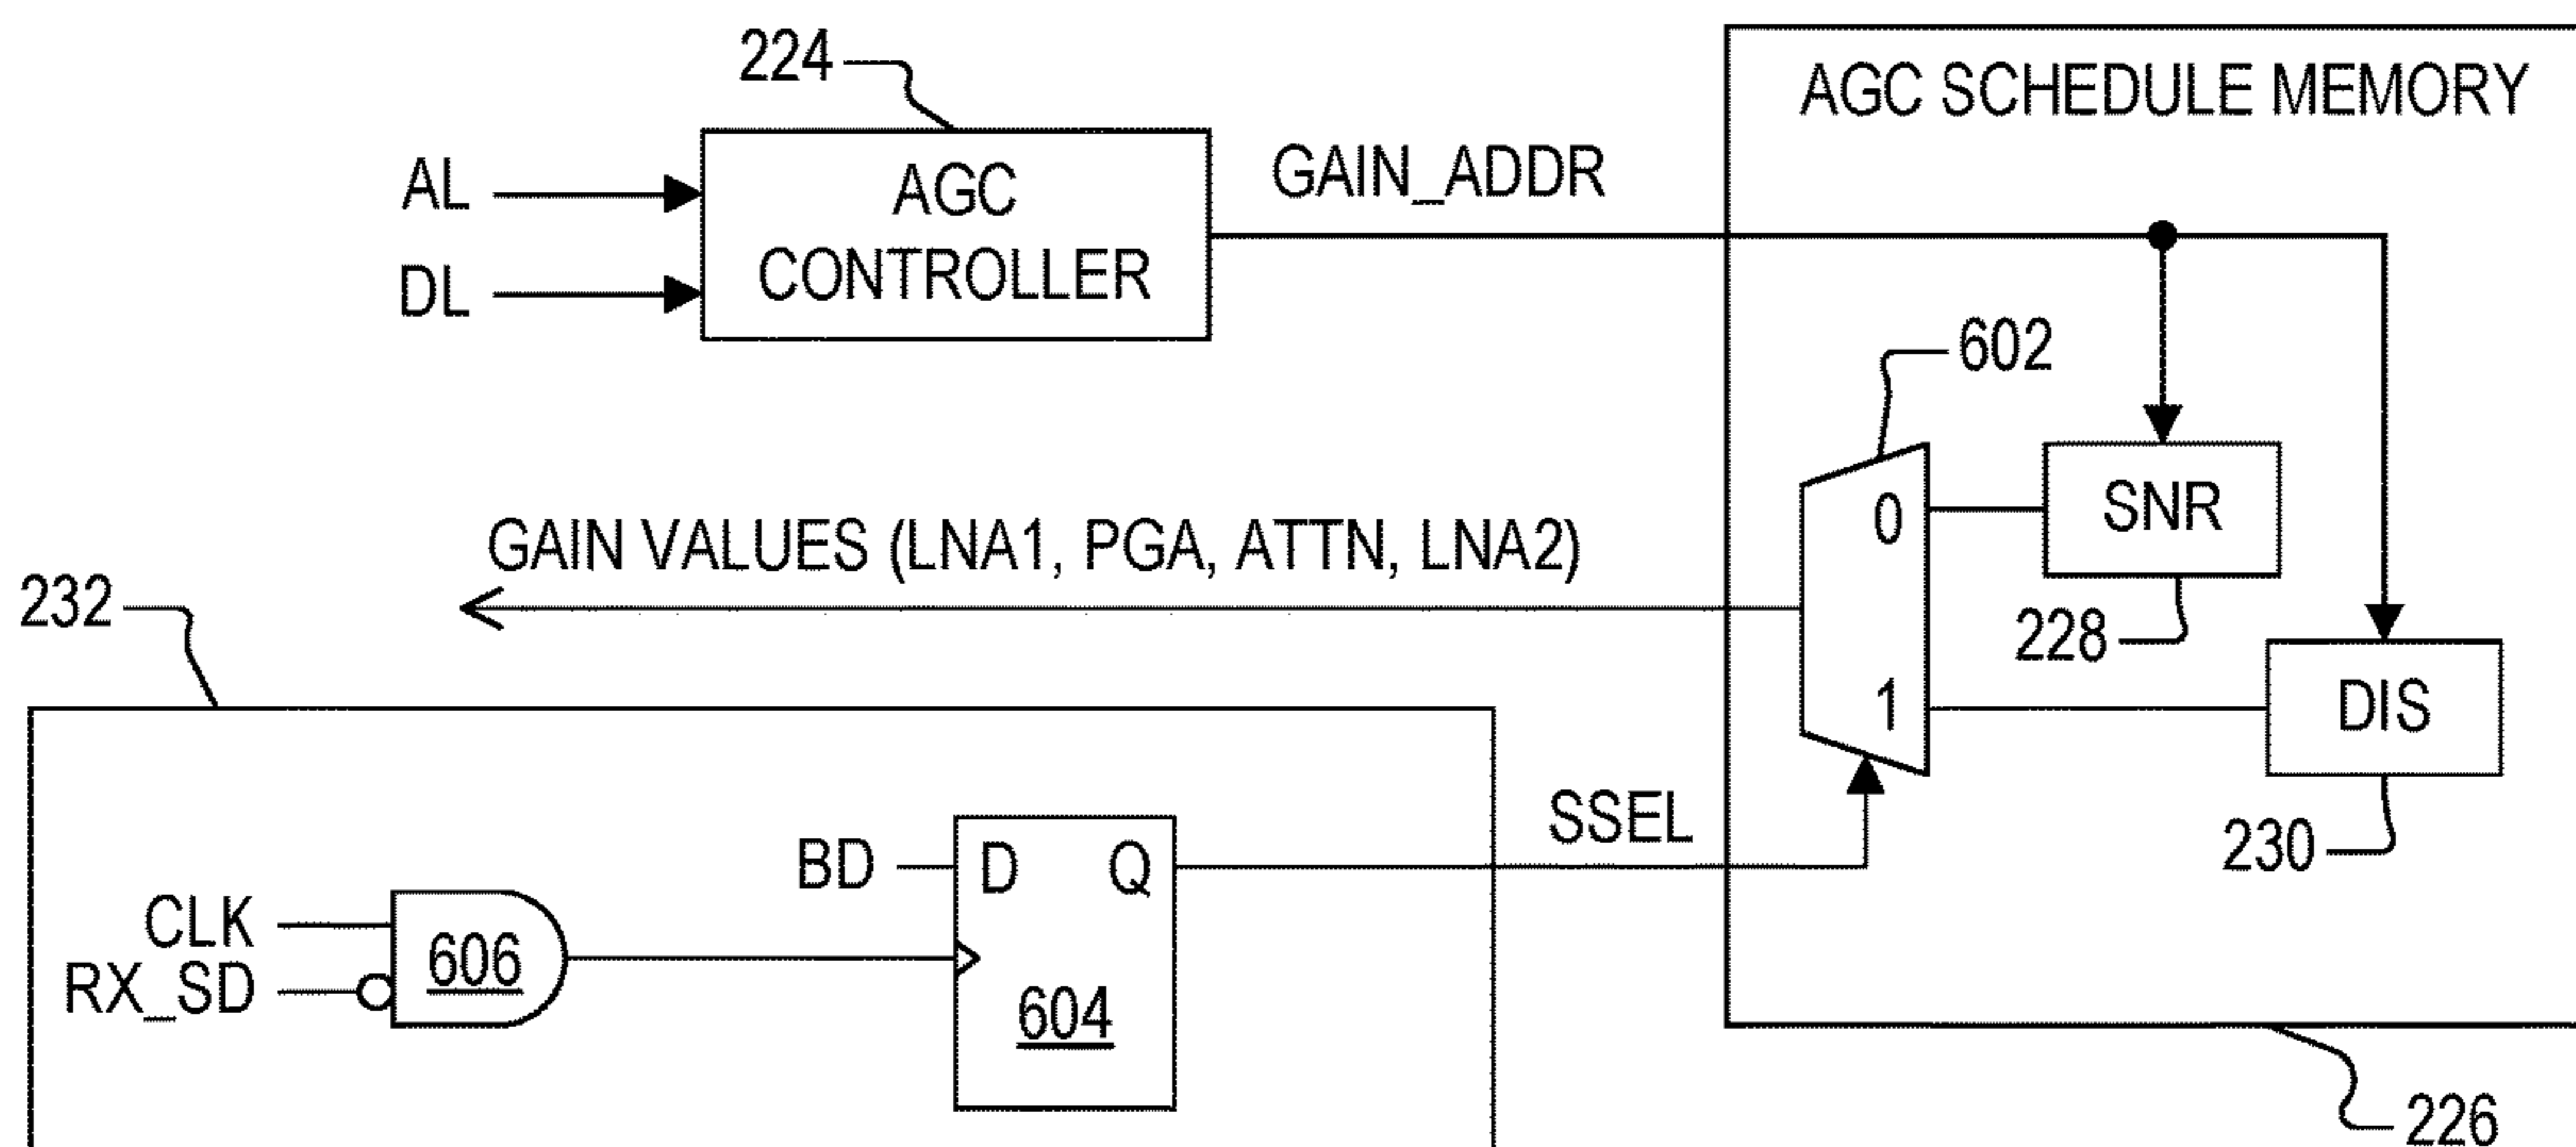 224
AGC SCHEDULE MEMORY
AL
DL
AGC
CONTROLLER
GAIN_ADDR
602
0
SNR
GAIN VALUES (LNA1, PGA, ATTN, LNA2)
232
228
1
DIS
SSEL
230
BD
D
Q
CLK
RX_SD
606
604
226